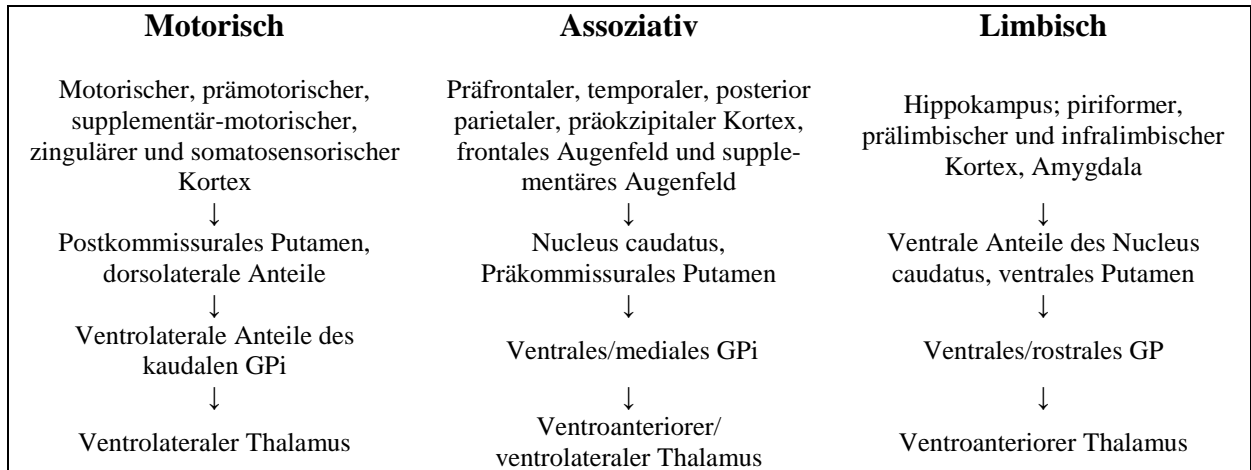 Motorisch
Motorischer, prämotorischer,
supplementär-motorischer,
zingulärer und somatosensorischer
Kortex
↓
Postkommissurales Putamen,
dorsolaterale Anteile
↓
Ventrolaterale Anteile des
kaudalen GPi
↓
Ventrolateraler Thalamus
Assoziativ
Präfrontaler, temporaler, posterior
parietaler, präokzipitaler Kortex,
frontales Augenfeld und supple-
mentäres Augenfeld
↓
Nucleus caudatus,
Präkommissurales Putamen
↓
Ventrales/mediales GPi
↓
Ventroanteriorer/
ventrolateraler Thalamus
Limbisch
Hippokampus; piriformer,
prälimbischer und infralimbischer
Kortex, Amygdala
↓
Ventrale Anteile des Nucleus
caudatus, ventrales Putamen
↓
Ventrales/rostrales GP
↓
Ventroanteriorer Thalamus